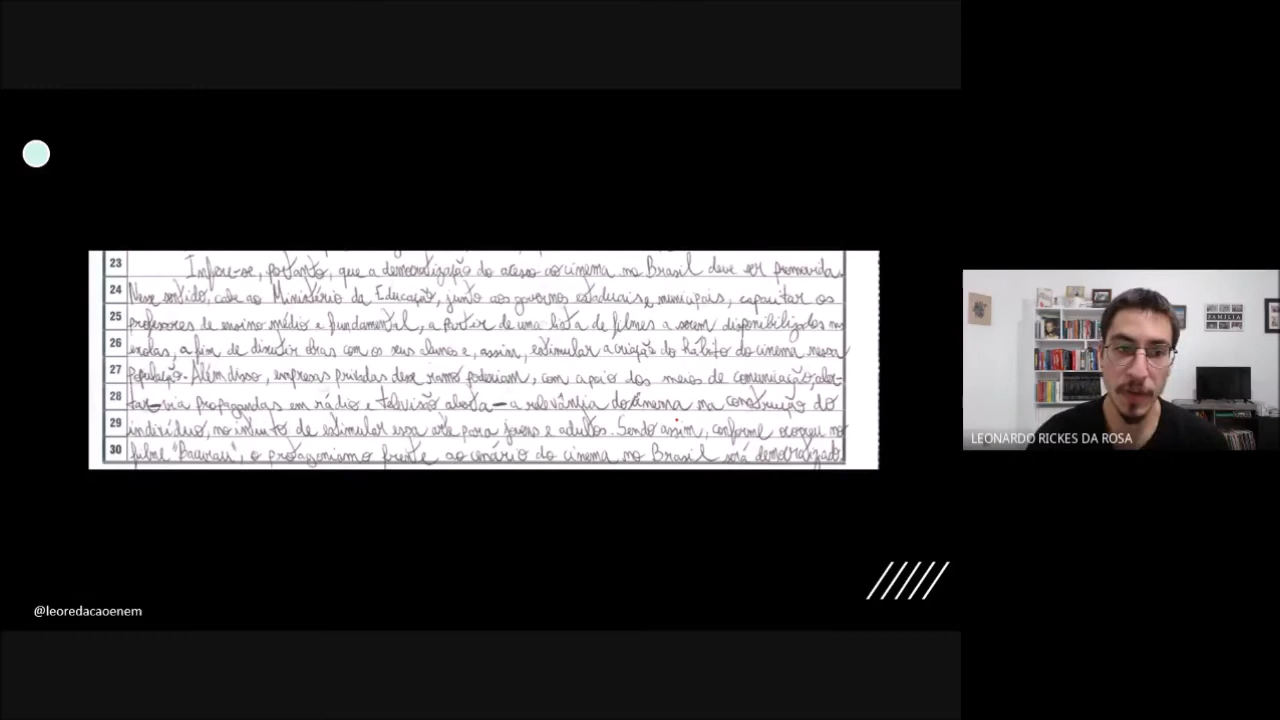 23 Infere-se, portanto, que a democratização do acesso ao cinema no Brasil deve ser promovida.
24 Nesse sentido, cabe ao Ministério da Educação, junto aos governos estaduais e municipais, capacitar os
25 professores de ensino médio e fundamental, a partir de uma lista de filmes a serem disponibilizados nas
26 escolas, a fim de discutir obras com os seus alunos e, assim, estimular a criação do hábito do cinema nessa
27 população. Além disso, empresas privadas desse ramo poderiam, com apoio dos meios de comunicação, abor-
28 tar - via propagandas em rádio e televisão aberta - a relevância do cinema na construção do
29 indivíduo, no intuito de estimular essa arte para jovens e adultos. Sendo assim, conforme ocorreu no
30 filme "Bacurau", o protagonismo frente ao cenário do cinema no Brasil será democratizado.
LEONARDO RICKES DA ROSA
FAMÍLIA
@leoredacaoenem